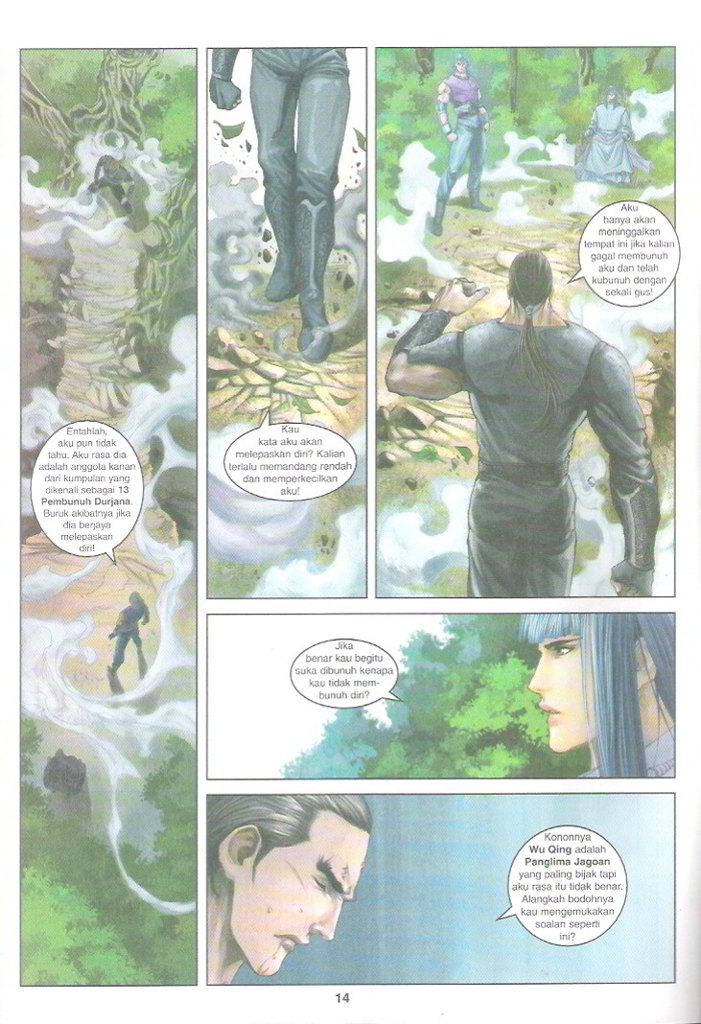 Entahlah,
aku pun tidak
tahu. Aku rasa dia
adalah anggota kanan
dari kumpulan yang
dikenali sebagai 13
Pembunuh Durjana.
Buruk akibatnya jika
dia berjaya
melepaskan
diri!
Kau
kata aku akan
melepaskan diri? Kalian
terlalu memandang rendah
dan memperkecilkan
aku!
Aku
hanya akan
meninggalkan
tempat ini jika kalian
gagal membunuh
aku dan telah
kubunuh dengan
sekali gus!
Jika
benar kau begitu
suka dibunuh kenapa
kau tidak mem-
bunuh diri?
Kononnya
Wu Qing adalah
Panglima Jagoan
yang paling bijak tapi
aku rasa itu tidak benar.
Alangkah bodohnya
kau mengemukakan
soalan seperti
ini?
14